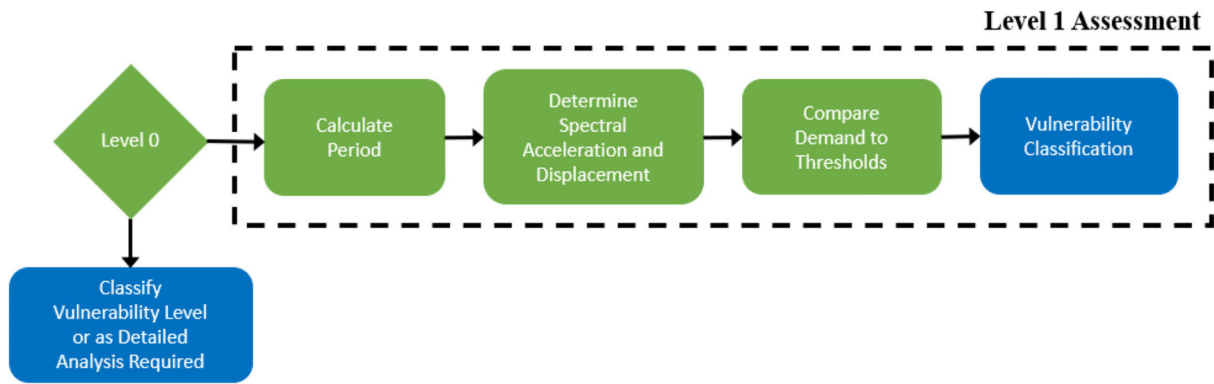 Level 1 Assessment
Level 0
Calculate
Period
Determine
Spectral
Acceleration and
Displacement
Compare
Demand to
Thresholds
Vulnerability
Classification
Classify
Vulnerability Level
or as Detailed
Analysis Required